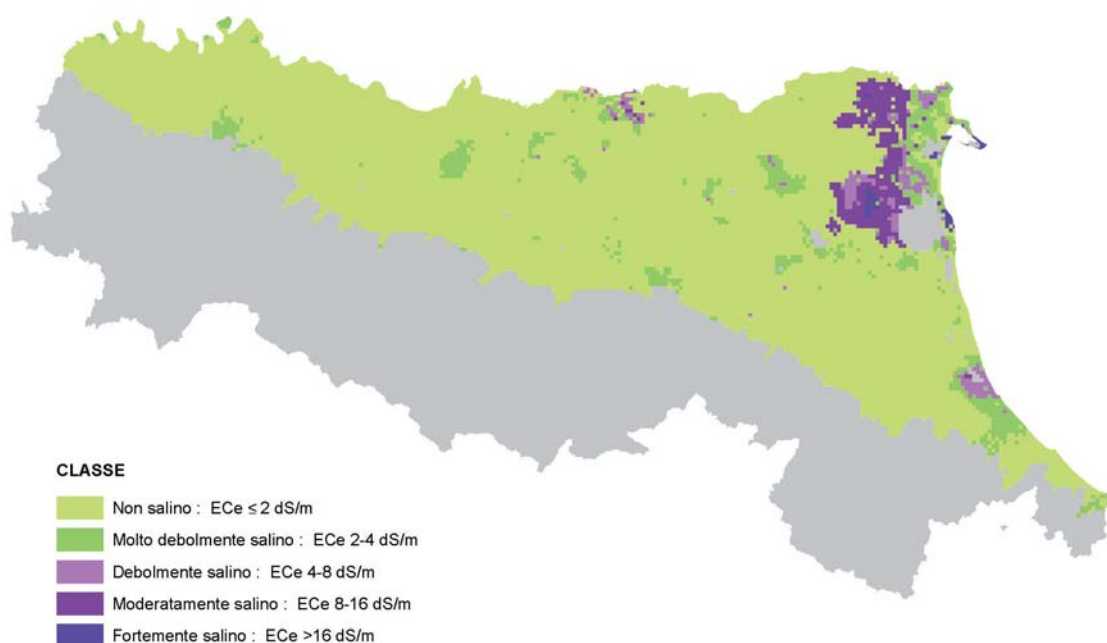 CLASSE
Non salino : ECe ≤ 2 dS/m
Molto debolmente salino : ECe 2-4 dS/m
Debolmente salino : ECe 4-8 dS/m
Moderatamente salino : ECe 8-16 dS/m
Fortemente salino : ECe >16 dS/m